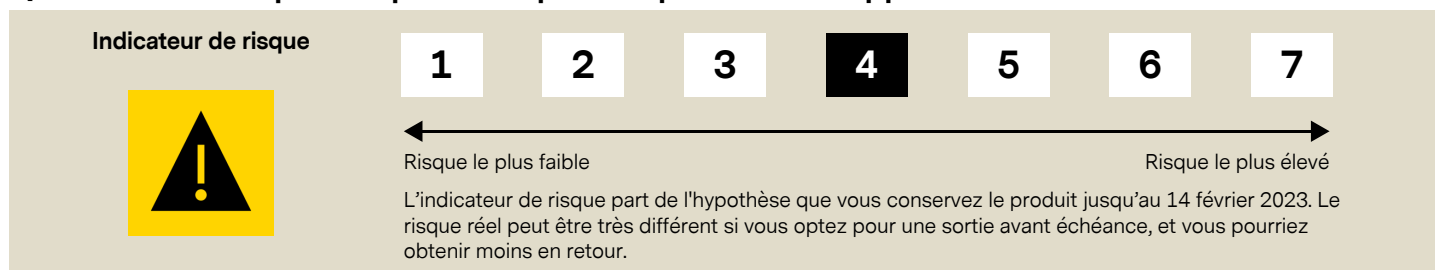 Indicateur de risque
1 2 3 4 5 6 7
Risque le plus faible Risque le plus élevé
L’indicateur de risque part de l'hypothèse que vous conservez le produit jusqu’au 14 février 2023. Le
risque réel peut être très différent si vous optez pour une sortie avant échéance, et vous pourriez
obtenir moins en retour.